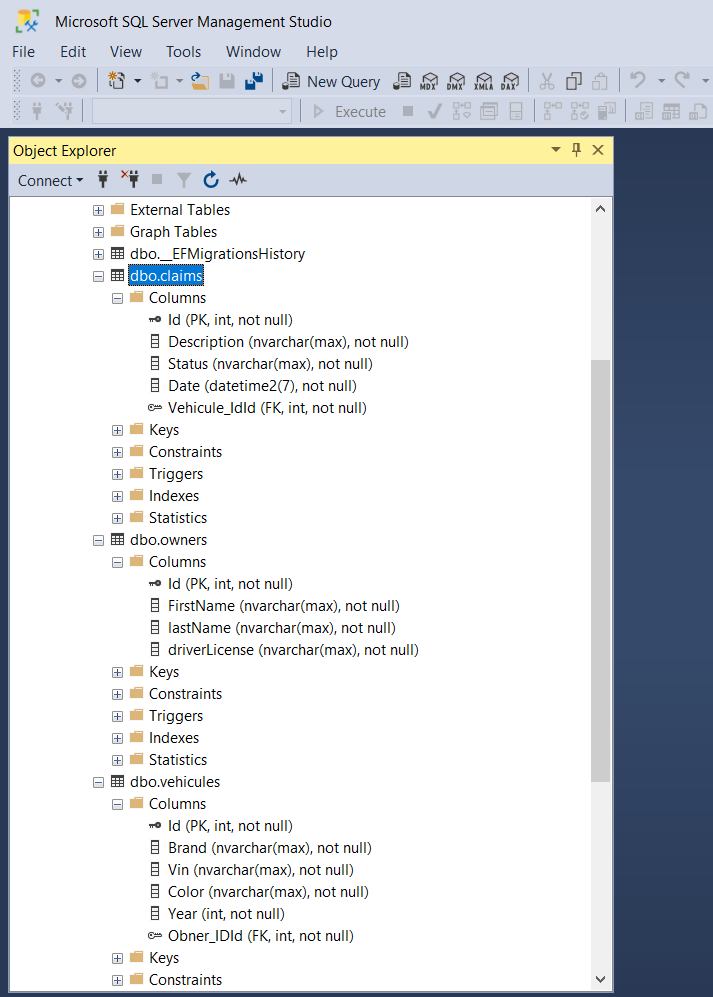 Microsoft SQL Server Management Studio
File Edit View Tools Window Help
New Query MDX DMX XMLA DAX
Execute
Object Explorer
Connect
External Tables
Graph Tables
dbo.__EFMigrationsHistory
dbo.claims
Columns
Id (PK, int, not null)
Description (nvarchar(max), not null)
Status (nvarchar(max), not null)
Date (datetime2(7), not null)
Vehicule_IdId (FK, int, not null)
Keys
Constraints
Triggers
Indexes
Statistics
dbo.owners
Columns
Id (PK, int, not null)
FirstName (nvarchar(max), not null)
lastName (nvarchar(max), not null)
driverLicense (nvarchar(max), not null)
Keys
Constraints
Triggers
Indexes
Statistics
dbo.vehicules
Columns
Id (PK, int, not null)
Brand (nvarchar(max), not null)
Vin (nvarchar(max), not null)
Color (nvarchar(max), not null)
Year (int, not null)
Obner_IDId (FK, int, not null)
Keys
Constraints